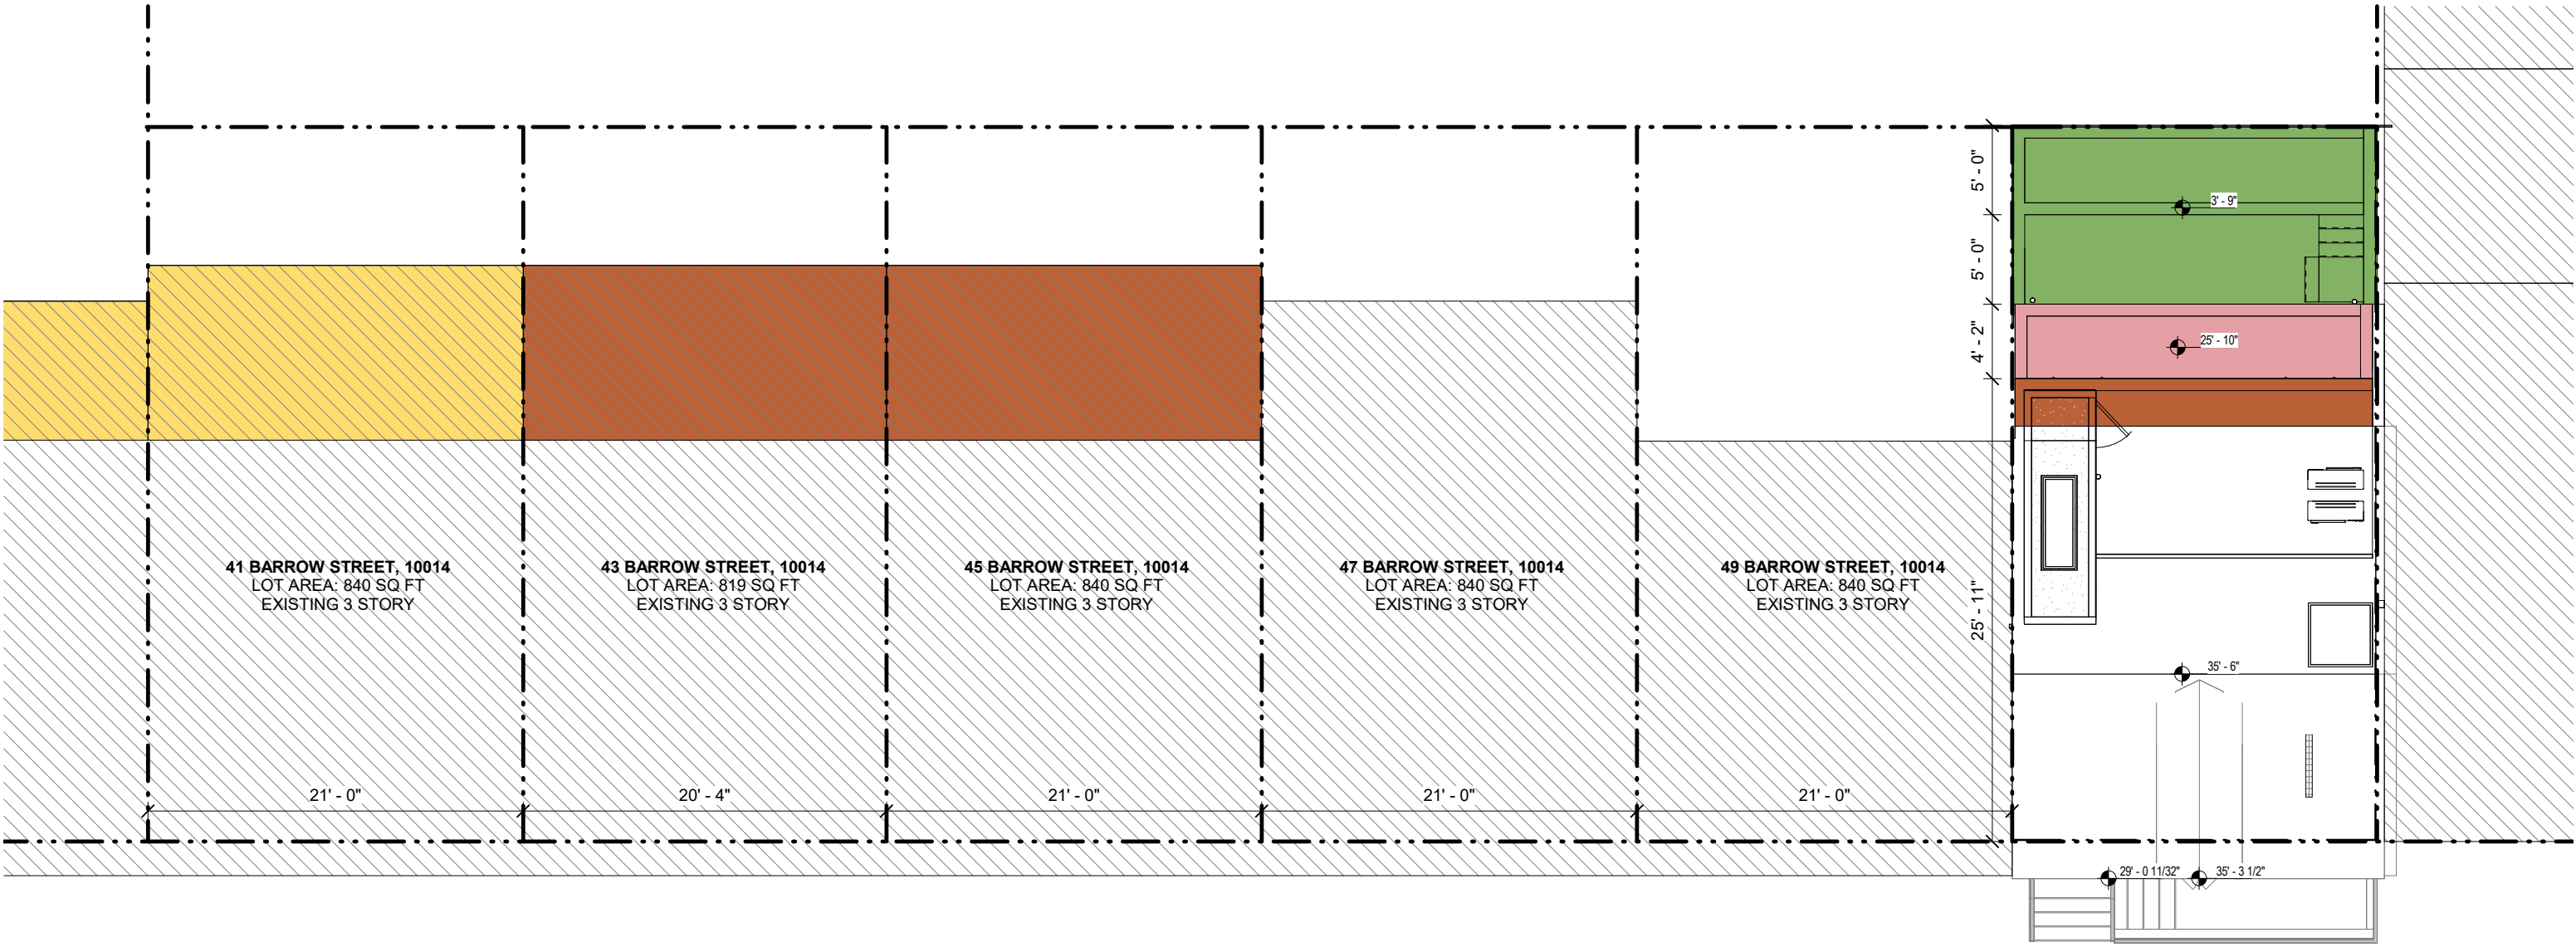 5' - 0"
3' - 9"
5' - 0"
4' - 2"
25' - 10"
41 BARROW STREET, 10014
LOT AREA: 840 SQ FT
EXISTING 3 STORY
43 BARROW STREET, 10014
LOT AREA: 819 SQ FT
EXISTING 3 STORY
45 BARROW STREET, 10014
LOT AREA: 840 SQ FT
EXISTING 3 STORY
47 BARROW STREET, 10014
LOT AREA: 840 SQ FT
EXISTING 3 STORY
49 BARROW STREET, 10014
LOT AREA: 840 SQ FT
EXISTING 3 STORY
25' - 11"
35' - 6"
21' - 0"
20' - 4"
21' - 0"
21' - 0"
21' - 0"
29' - 0 11/32"
35' - 3 1/2"